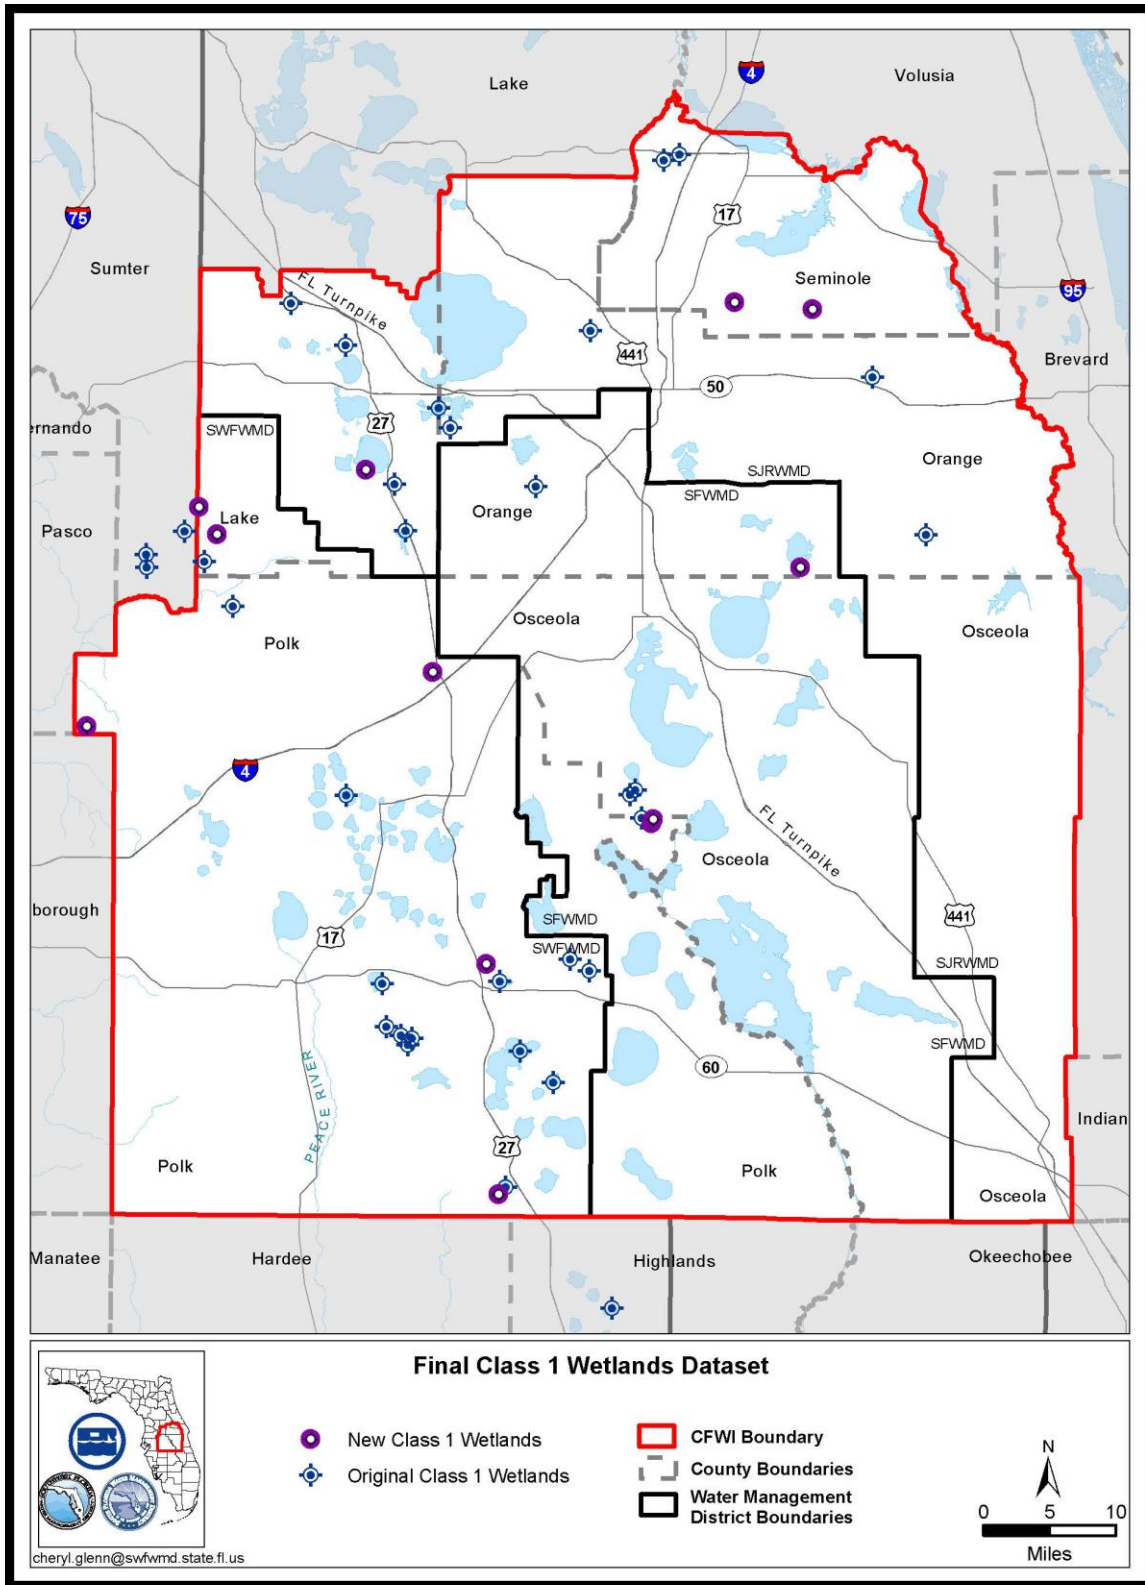 Lake
4
Volusia
75
17
Sumter
Seminole
95
FL Turnpike
441
Brevard
50
27
ernando
SWFWMD
Orange
SJRWMD
SFWMD
Lake
Orange
Pasco
Osceola
Osceola
Polk
4
FL Turnpike
Osceola
borough
441
SFWMD
17
SWFWMD
SJRWMD
SFWMD
60
PEACE RIVER
Indian
27
Polk
Polk
Osceola
Manatee
Hardee
Highlands
Okeechobee
Final Class 1 Wetlands Dataset
New Class 1 Wetlands
Original Class 1 Wetlands
CFWI Boundary
County Boundaries
Water Management
District Boundaries
N
0 5 10
Miles
cheryl.glenn@swfwmd.state.fl.us